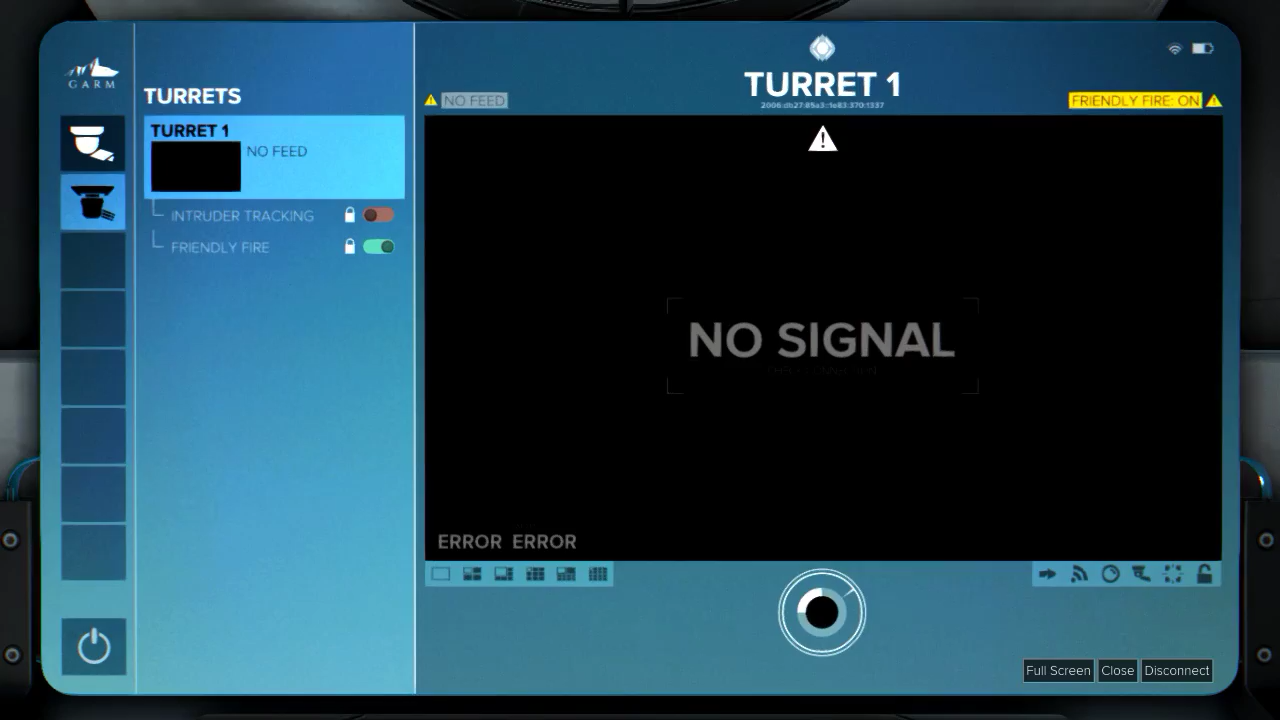 GARM
TURRETS
TURRET 1
NO FEED
INTRUDER TRACKING
FRIENDLY FIRE
TURRET 1
NO FEED
FRIENDLY FIRE: ON
NO SIGNAL
ERROR ERROR
Full Screen
Close
Disconnect